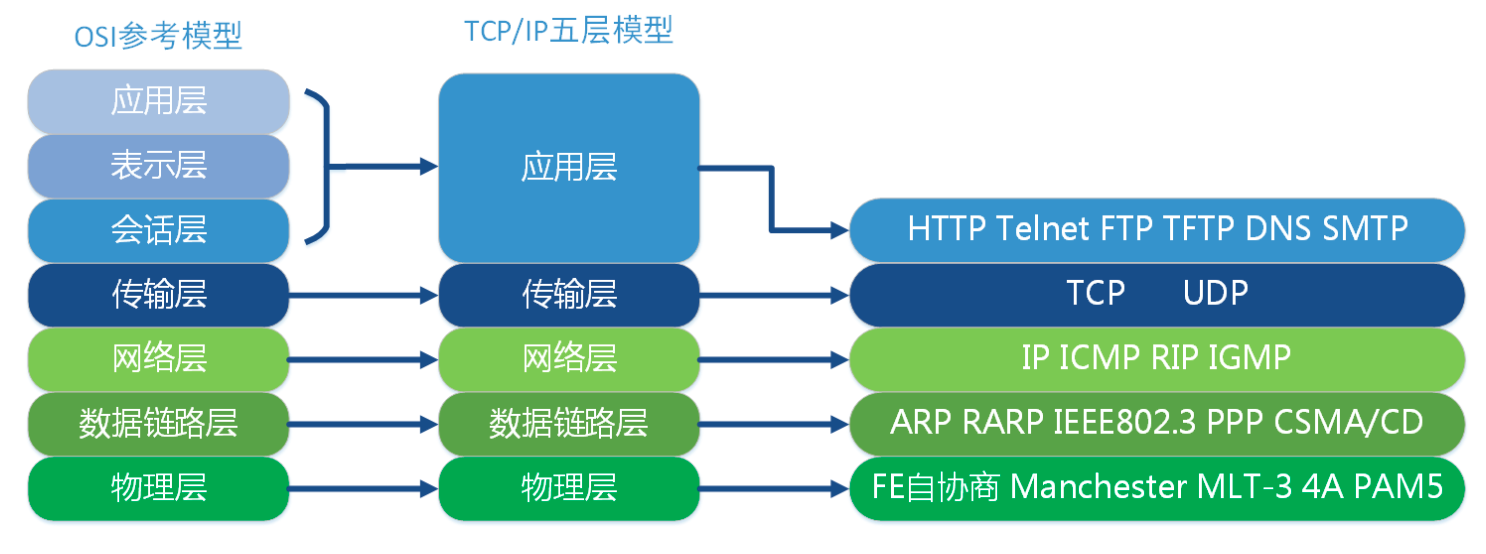 OSI参考模型
TCP/IP五层模型
应用层
表示层
会话层
传输层
网络层
数据链路层
物理层
应用层
传输层
网络层
数据链路层
物理层
HTTP Telnet FTP TFTP DNS SMTP
TCP UDP
IP ICMP RIP IGMP
ARP RARP IEEE802.3 PPP CSMA/CD
FE自协商 Manchester MLT-3 4A PAM5